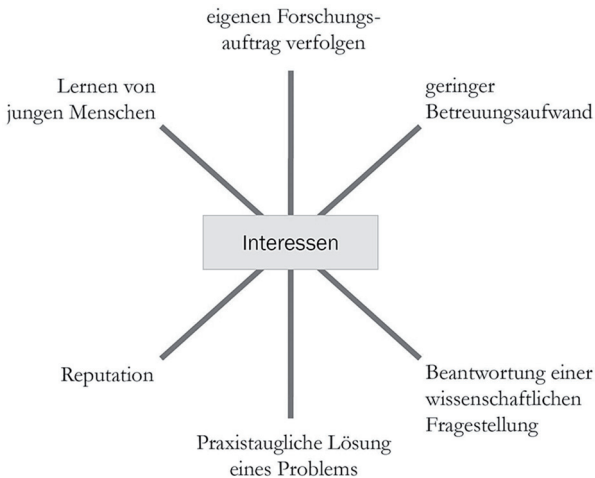 eigenen Forschungs-
auftrag verfolgen
Lernen von
jungen Menschen
geringer
Betreuungsaufwand
Interessen
Reputation
Beantwortung einer
wissenschaftlichen
Fragestellung
Praxistaugliche Lösung
eines Problems